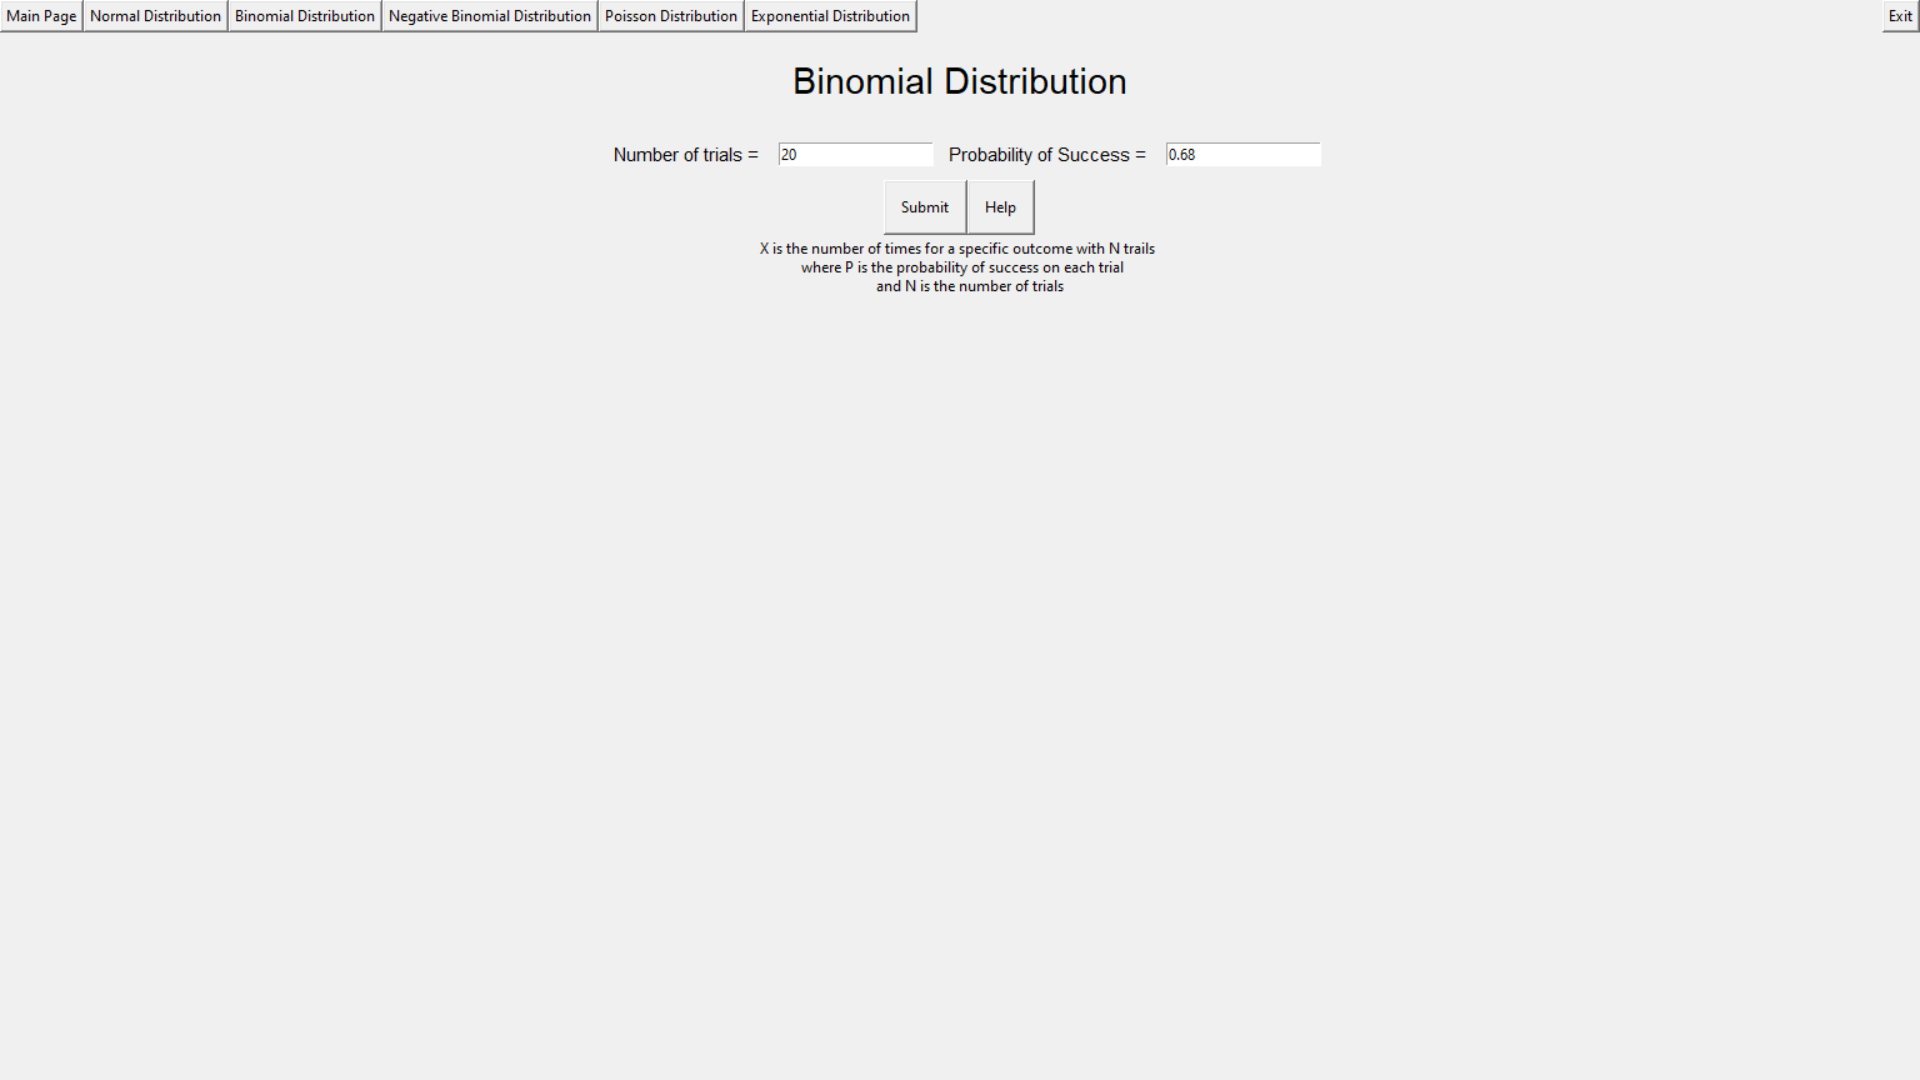 Main Page Normal Distribution Binomial Distribution Negative Binomial Distribution Poisson Distribution Exponential Distribution Exit
Binomial Distribution
Number of trials = 20 Probability of Success = 0.68
Submit Help
X is the number of times for a specific outcome with N trails
where P is the probability of success on each trial
and N is the number of trials